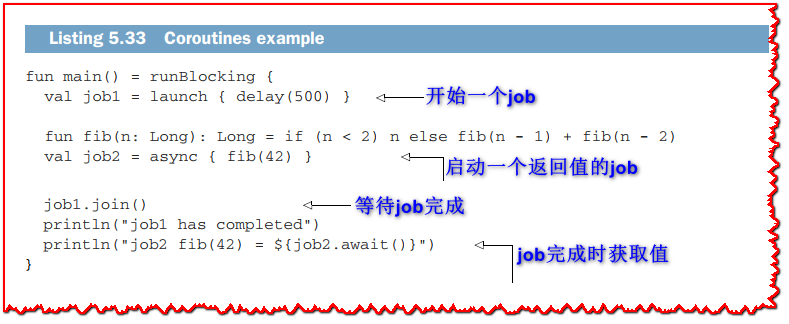 Listing 5.33 Coroutines example
fun main() = runBlocking {
val job1 = launch { delay(500) }
开始一个job
fun fib(n: Long): Long = if (n < 2) n else fib(n - 1) + fib(n - 2)
val job2 = async { fib(42) }
启动一个返回值的job
job1.join()
等待job完成
println("job1 has completed")
println("job2 fib(42) = ${job2.await()}")
job完成时获取值
}